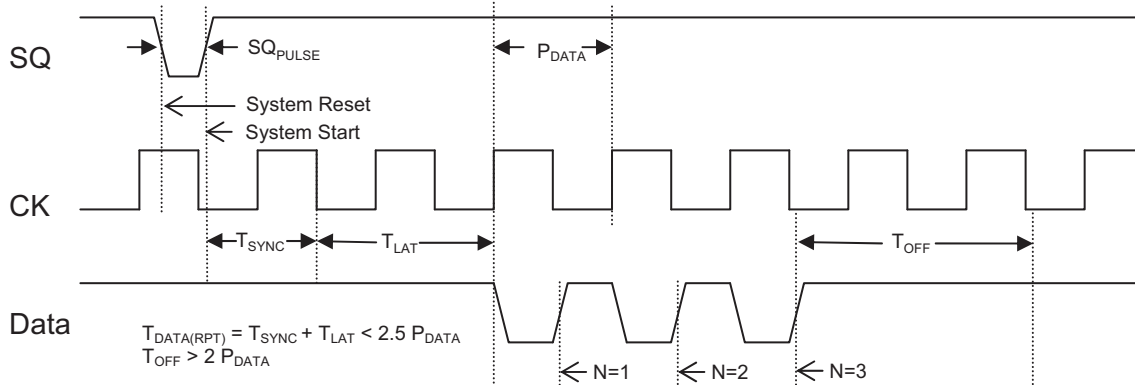 SQ
SQPULSE
PDATA
System Reset
System Start
CK
TSYNC
TLAT
TOFF
Data
TDATA(RPT) = TSYNC + TLAT < 2.5 PDATA
TOFF > 2 PDATA
N=1
N=2
N=3